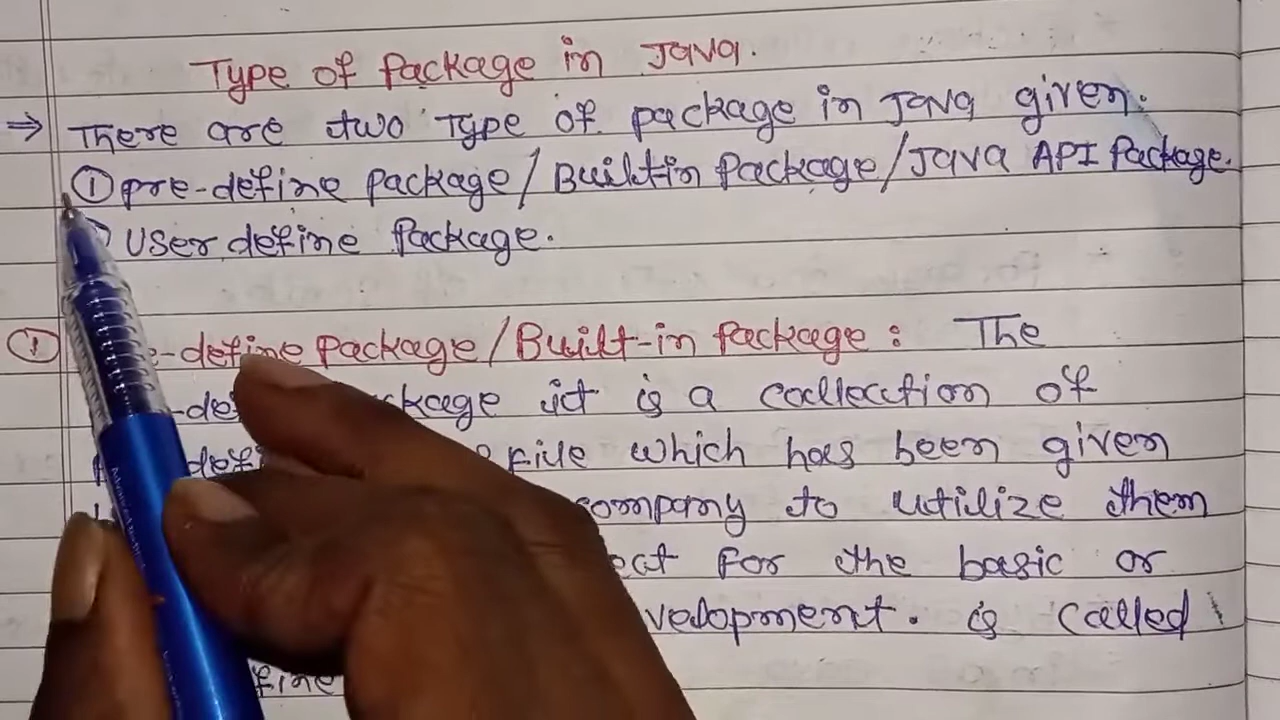 Type of Package in Java.
⇒ There are two Type of package in Java given.
① pre-define package/Built-in Package/Java API Package.
User define Package.
① define Package/Built-in Package: The
package it is a collection of
file which has been given
company to utilize them
for the basic or
is called